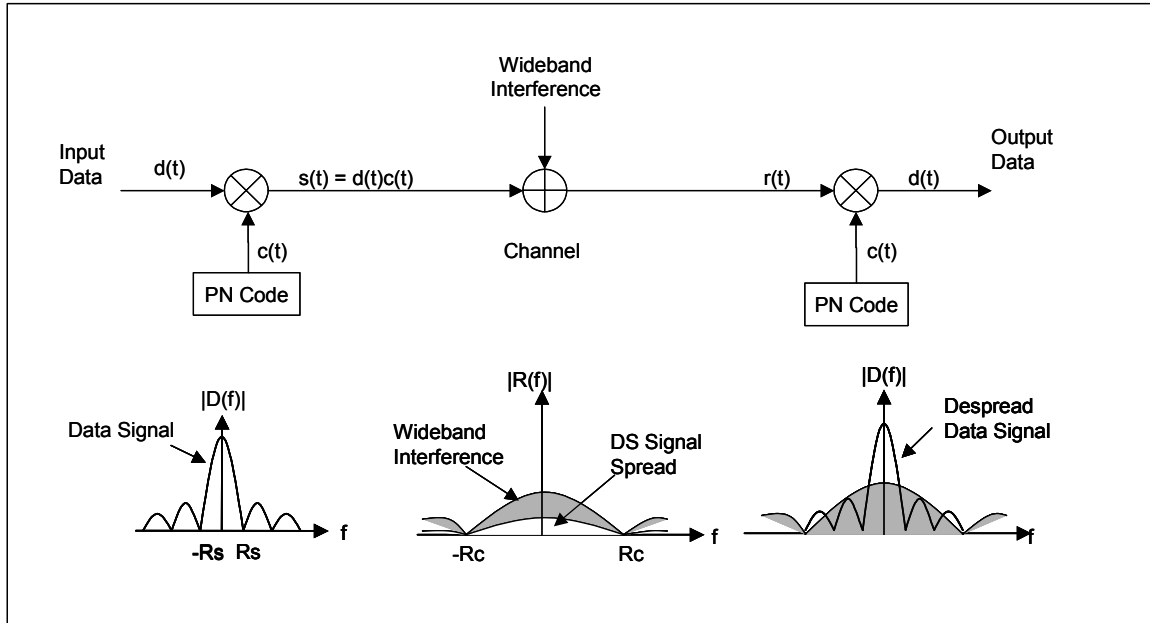 Wideband
Interference
Input
Data
d(t)
s(t) = d(t)c(t)
r(t)
d(t)
Output
Data
c(t)
Channel
c(t)
PN Code
PN Code
|D(f)|
Data Signal
f
-Rs
Rs
|R(f)|
Wideband
Interference
DS Signal
Spread
f
-Rc
Rc
|D(f)|
Despread
Data Signal
f